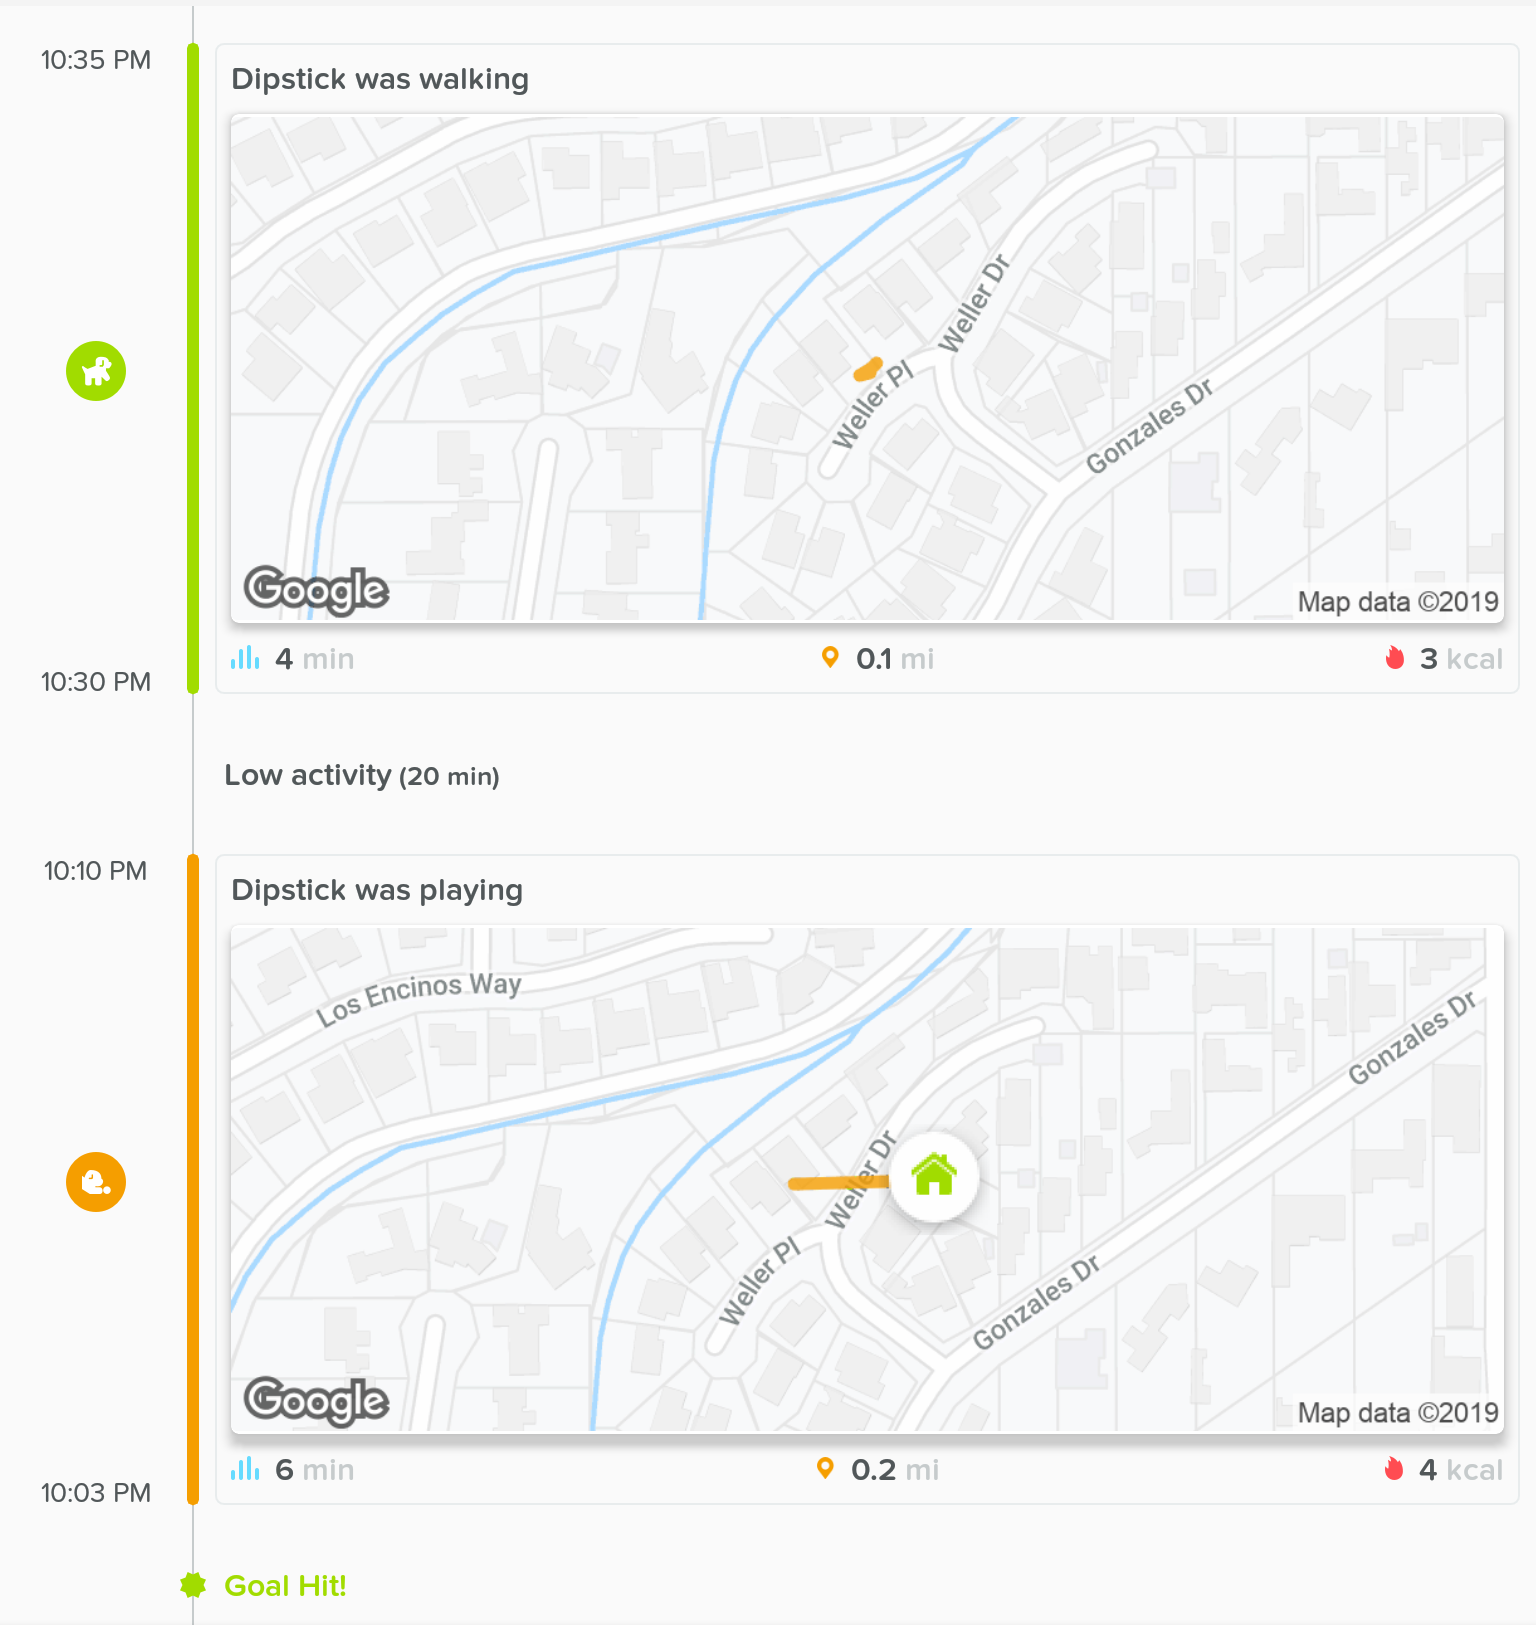 10:35 PM
Dipstick was walking
Weller Dr
Weller Pl
Gonzales Dr
Google
Map data ©2019
4 min
0.1 mi
3 kcal
10:30 PM
Low activity (20 min)
10:10 PM
Dipstick was playing
Los Encinos Way
Gonzales Dr
Weller Dr
Weller Pl
Gonzales Dr
Google
Map data ©2019
6 min
0.2 mi
4 kcal
10:03 PM
Goal Hit!